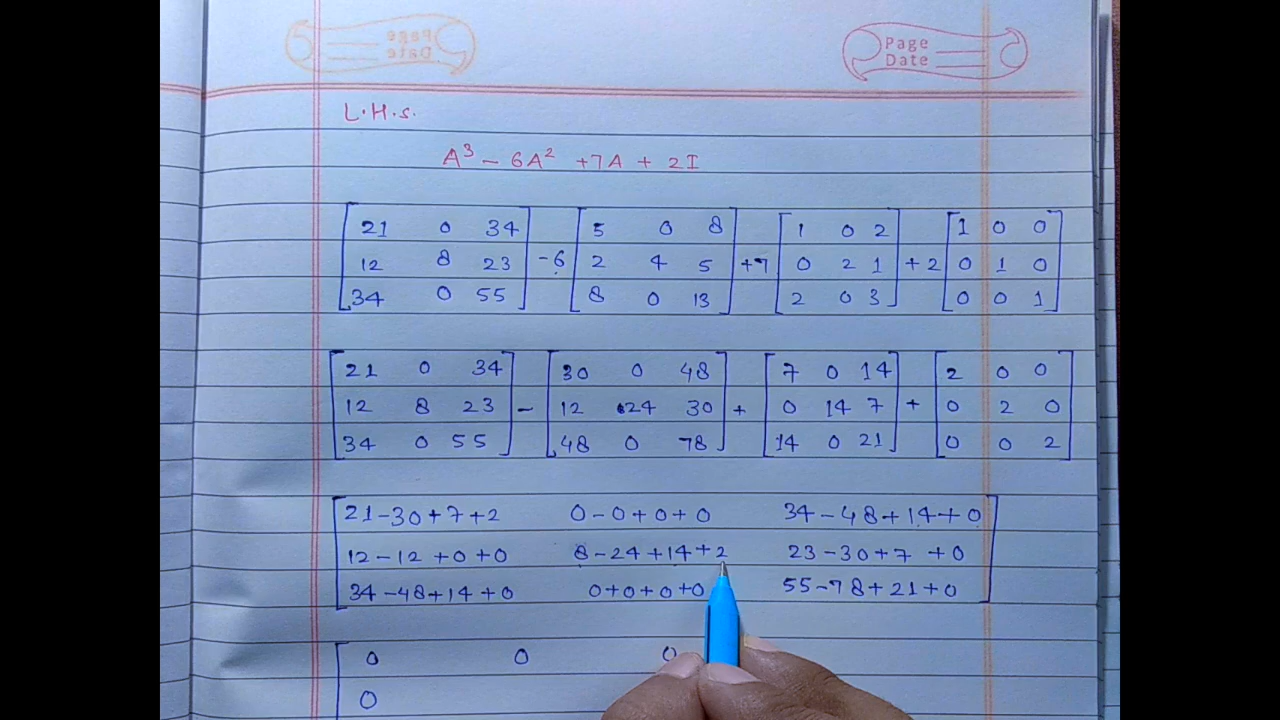 Page
Date
Page
Date
L.H.S.
A³ - 6A² + 7A + 2I
21 0 34 5 0 8 1 0 2 1 0 0
12 8 23 -6 2 4 5 +7 0 2 1 +2 0 1 0
34 0 55 8 0 13 2 0 3 0 0 1
21 0 34 30 0 48 7 0 14 2 0 0
12 8 23 - 12 24 30 + 0 14 7 + 0 2 0
34 0 55 48 0 78 14 0 21 0 0 2
21-30+7+2 0-0+0+0 34-48+14+0
12-12+0+0 8-24+14+2 23-30+7+0
34-48+14+0 0+0+0+0 55-78+21+0
0 0 0
0